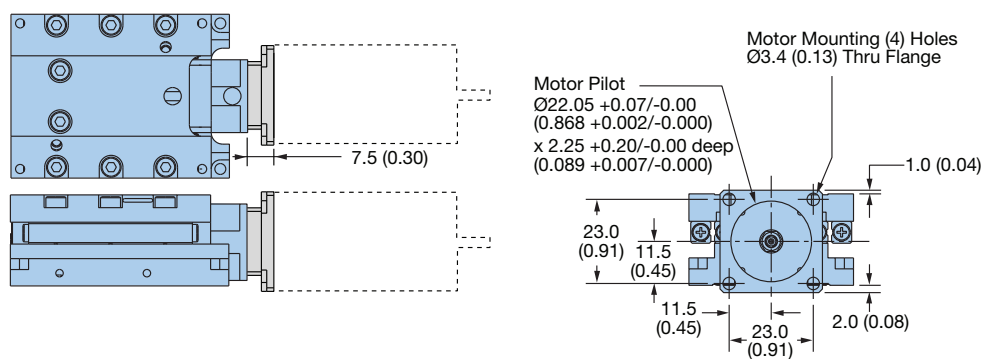 Motor Mounting (4) Holes
Ø3.4 (0.13) Thru Flange
Motor Pilot
Ø22.05 +0.07/-0.00
(0.868 +0.002/-0.000)
x 2.25 +0.20/-0.00 deep
(0.089 +0.007/-0.000)
7.5 (0.30)
1.0 (0.04)
23.0
(0.91)
11.5
(0.45)
11.5
(0.45)
23.0
(0.91)
2.0 (0.08)